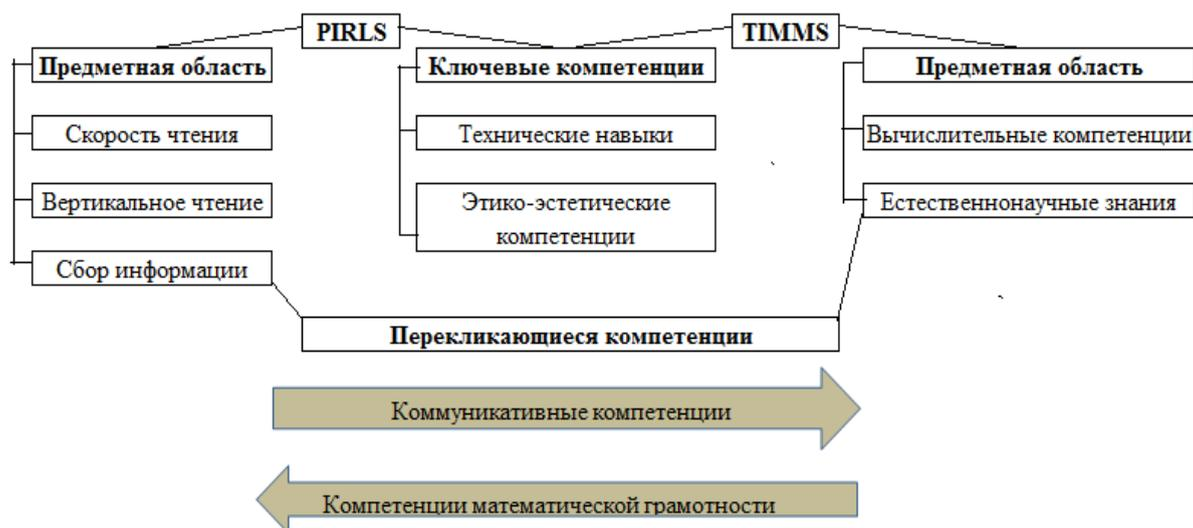 PIRLS
TIMMS
Предметная область
Ключевые компетенции
Предметная область
Скорость чтения
Технические навыки
Вычислительные компетенции
Вертикальное чтение
Этико-эстетические
компетенции
Естественнонаучные знания
Сбор информации
Перекликающиеся компетенции
Коммуникативные компетенции
Компетенции математической грамотности